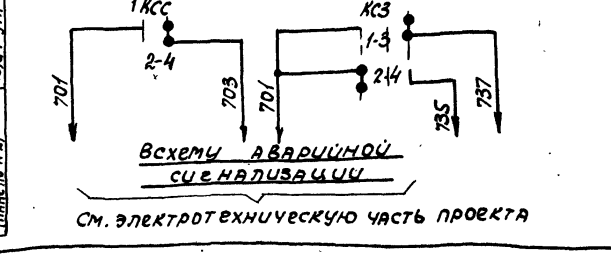 1КСС КСЗ
2-4 1-3
2 4
701 703 701 735 737
В схему аварийной
сигнализации
См. электротехническую часть проекта